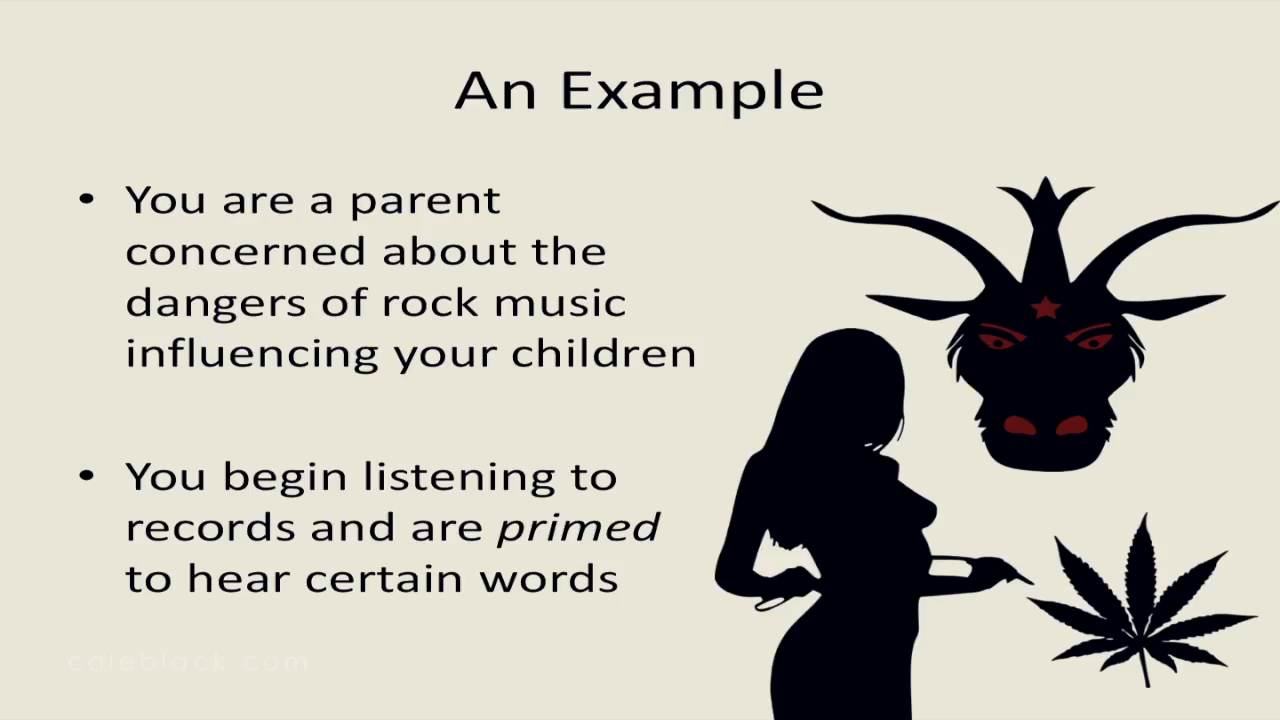 An Example
• You are a parent
concerned about the
dangers of rock music
influencing your children
• You begin listening to
records and are primed
to hear certain words
caleblack.com